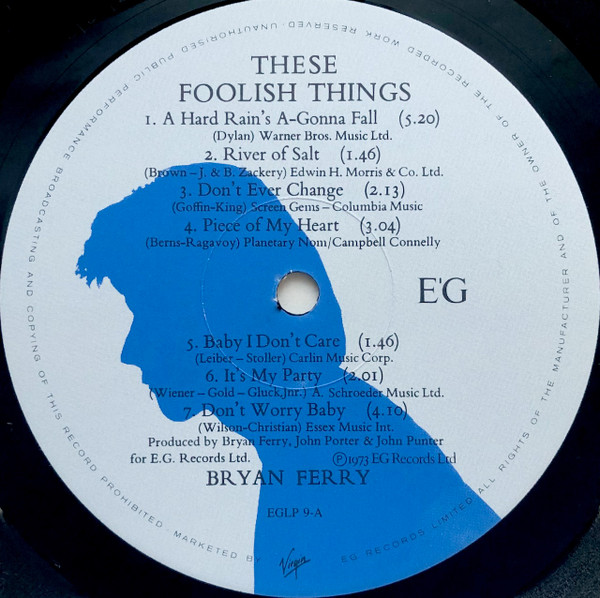 THESE
FOOLISH THINGS
1. A Hard Rain's A-Gonna Fall (5.20)
(Dylan) Warner Bros. Music Ltd.
2. River of Salt (1.46)
(Brown – J. & B. Zackery) Edwin H. Morris & Co. Ltd.
3. Don't Ever Change (2.13)
(Goffin-King) Screen Gems – Columbia Music
4. Piece of My Heart (3.04)
(Berns-Ragavoy) Planetary Nom/Campbell Connelly
E'G
5. Baby I Don't Care (1.46)
(Leiber – Stoller) Carlin Music Corp.
6. It's My Party (2.01)
(Wiener – Gold – Gluck,Jnr.) A. Schroeder Music Ltd.
7. Don't Worry Baby (4.10)
(Wilson-Christian) Essex Music Int.
Produced by Bryan Ferry, John Porter & John Punter
for E.G. Records Ltd. Ⓟ1973 EG Records Ltd
BRYAN FERRY
EGLP 9-A
Virgin
ALL RIGHTS OF THE MANUFACTURER AND OF THE OWNER OF THE RECORDED WORK RESERVED. UNAUTHORISED PUBLIC PERFORMANCE BROADCASTING AND COPYING OF THIS RECORD PROHIBITED. MARKETED BY EG RECORDS LIMITED